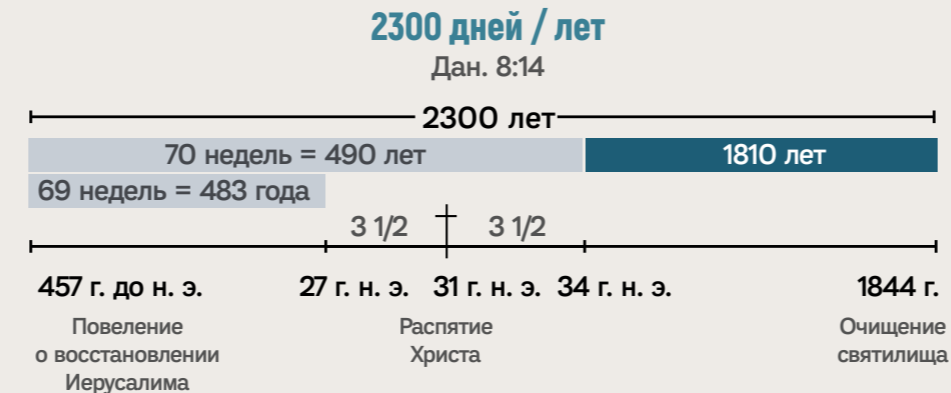 2300 дней / лет
Дан. 8:14
2300 лет
70 недель = 490 лет
1810 лет
69 недель = 483 года
3 1/2
3 1/2
457 г. до н. э.
27 г. н. э.
31 г. н. э.
34 г. н. э.
1844 г.
Повеление
о восстановлении
Иерусалима
Распятие
Христа
Очищение
святилища